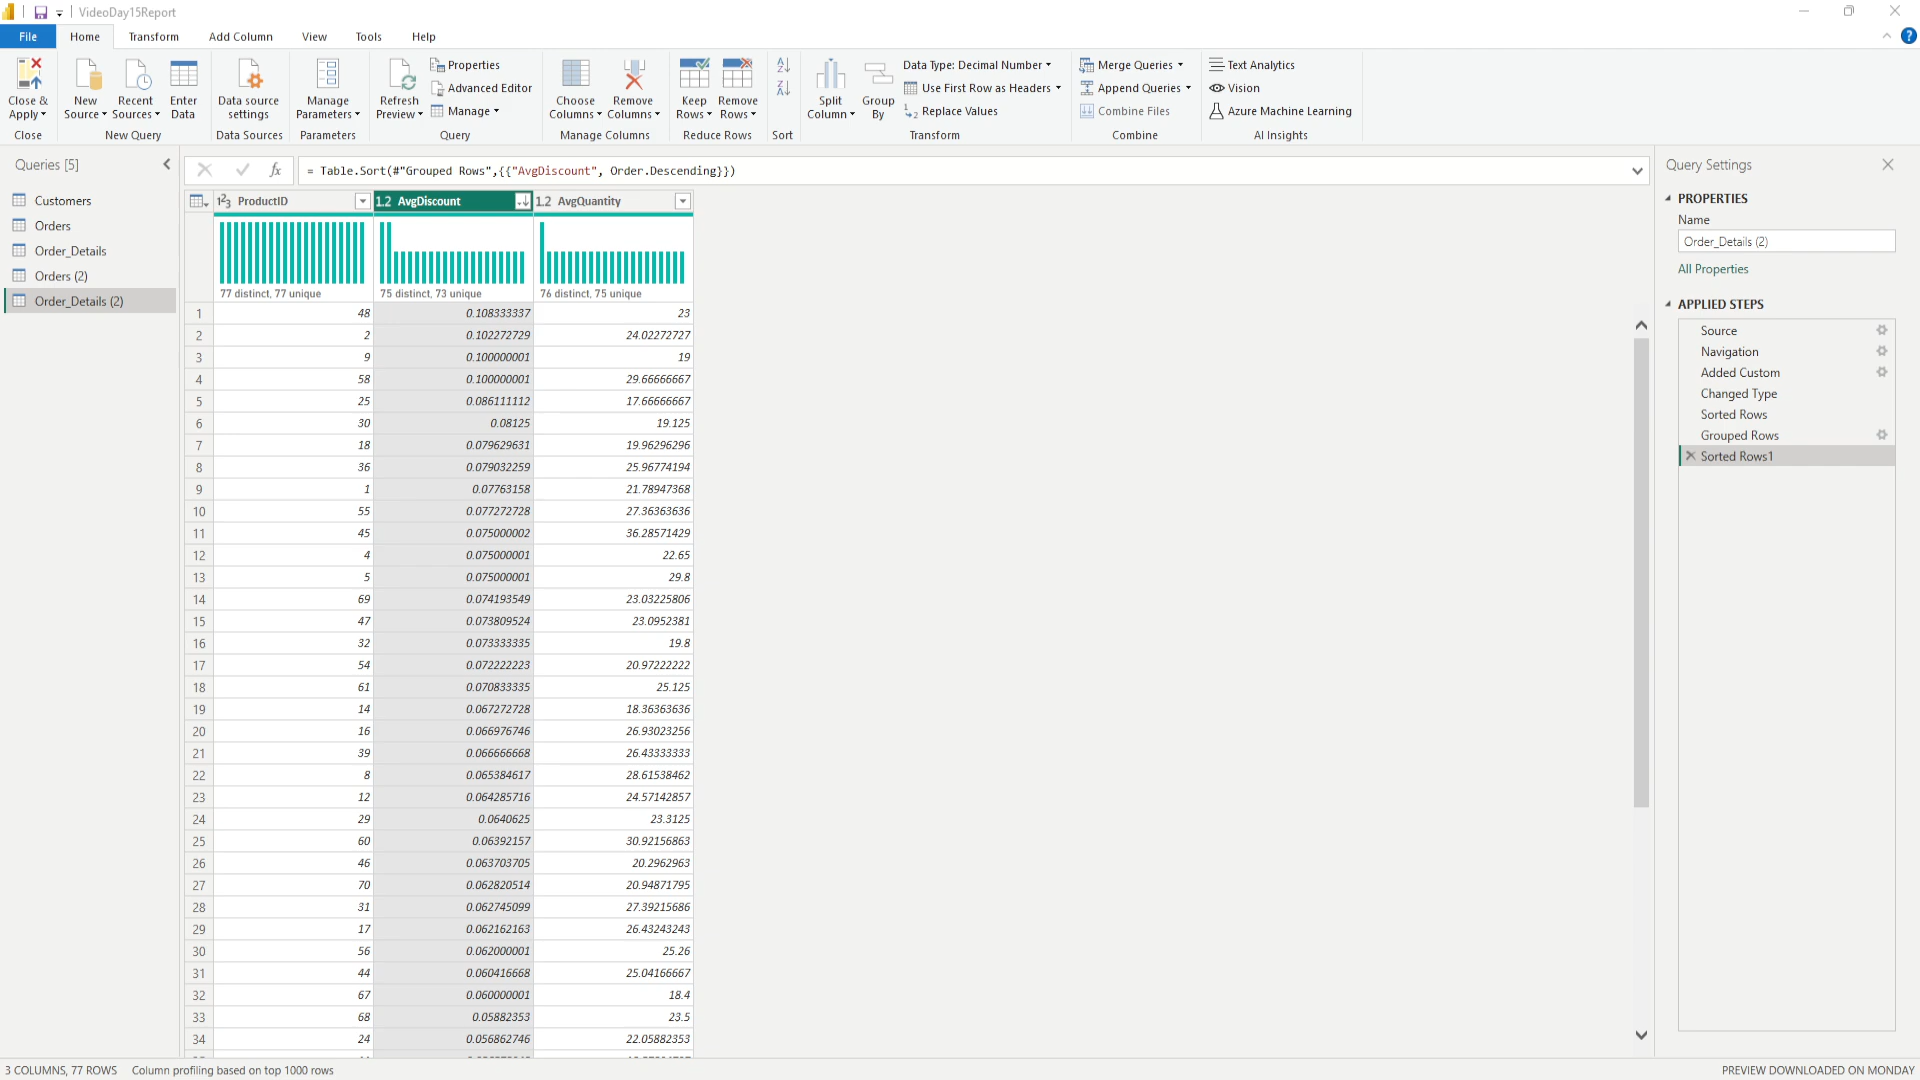 VideoDay15Report
File Home Transform Add Column View Tools Help
Close & Apply
Close
New Source
Recent Sources
Enter Data
New Query
Data source settings
Data Sources
Manage Parameters
Parameters
Refresh Preview
Properties
Advanced Editor
Manage
Query
Choose Columns
Remove Columns
Manage Columns
Keep Rows
Remove Rows
Reduce Rows
Sort
Split Column
Group By
Data Type: Decimal Number
Use First Row as Headers
Replace Values
Transform
Merge Queries
Append Queries
Combine Files
Combine
Text Analytics
Vision
Azure Machine Learning
AI Insights
Queries [5]
Customers
Orders
Order_Details
Orders (2)
Order_Details (2)
fx = Table.Sort(#"Grouped Rows",{{"AvgDiscount", Order.Descending}})
ProductID 1.2 AvgDiscount 1.2 AvgQuantity
77 distinct, 77 unique 75 distinct, 73 unique 76 distinct, 75 unique
1 48 0.108333337 23
2 2 0.102272729 24.02272727
3 9 0.100000001 19
4 58 0.100000001 29.66666667
5 25 0.086111112 17.66666667
6 30 0.08125 19.125
7 18 0.079629631 19.96296296
8 36 0.079032259 25.96774194
9 1 0.07763158 21.78947368
10 55 0.077272728 27.36363636
11 45 0.075000002 36.28571429
12 4 0.075000001 22.65
13 5 0.075000001 29.8
14 69 0.074193549 23.03225806
15 47 0.073809524 23.0952381
16 32 0.073333335 19.8
17 54 0.072222223 20.97222222
18 61 0.070833335 25.125
19 14 0.067272728 18.36363636
20 16 0.066976746 26.93023256
21 39 0.066666668 26.43333333
22 8 0.065384617 28.61538462
23 12 0.064285716 24.57142857
24 29 0.0640625 23.3125
25 60 0.06392157 30.92156863
26 46 0.063703705 20.2962963
27 70 0.062820514 20.94871795
28 31 0.062745099 27.39215686
29 17 0.062162163 26.43243243
30 56 0.062000001 25.26
31 44 0.060416668 25.04166667
32 67 0.060000001 18.4
33 68 0.05882353 23.5
34 24 0.056862746 22.05882353
Query Settings
PROPERTIES
Name
Order_Details (2)
All Properties
APPLIED STEPS
Source
Navigation
Added Custom
Changed Type
Sorted Rows
Grouped Rows
Sorted Rows1
3 COLUMNS, 77 ROWS Column profiling based on top 1000 rows
PREVIEW DOWNLOADED ON MONDAY